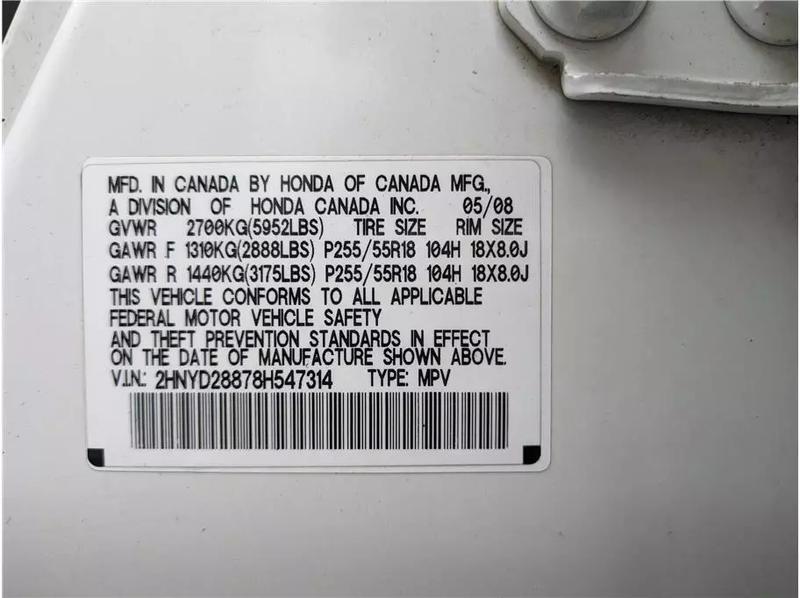 MFD. IN CANADA BY HONDA OF CANADA MFG.,
A DIVISION OF HONDA CANADA INC. 05/08
GVWR 2700KG(5952LBS) TIRE SIZE RIM SIZE
GAWR F 1310KG(2888LBS) P255/55R18 104H 18X8.0J
GAWR R 1440KG(3175LBS) P255/55R18 104H 18X8.0J
THIS VEHICLE CONFORMS TO ALL APPLICABLE
FEDERAL MOTOR VEHICLE SAFETY
AND THEFT PREVENTION STANDARDS IN EFFECT
ON THE DATE OF MANUFACTURE SHOWN ABOVE.
V.I.N.: 2HNYD28878H547314 TYPE: MPV